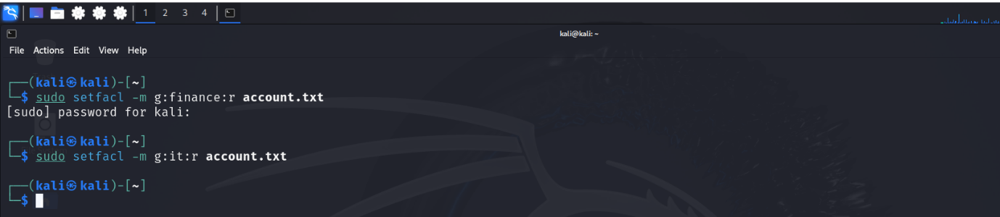 1 2 3 4
kali@kali: ~
File Actions Edit View Help
┌──(kali㉿kali)-[~]
└─$ sudo setfacl -m g:finance:r account.txt
[sudo] password for kali:
┌──(kali㉿kali)-[~]
└─$ sudo setfacl -m g:it:r account.txt
┌──(kali㉿kali)-[~]
└─$